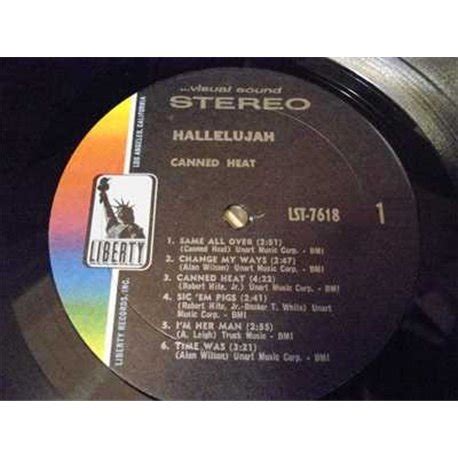 ...visual sound
STEREO
HALLELUJAH
CANNED HEAT
LST-7618
1
1. SAME ALL OVER (2:51)
(Canned Heat) Unart Music Corp. - BMI
2. CHANGE MY WAYS (2:47)
(Alan Wilson) Unart Music Corp. - BMI
3. CANNED HEAT (4:22)
(Robert Hite, Jr.) Unart Music Corp. - BMI
4. SIC 'EM PIGS (2:41)
(Robert Hite, Jr.-Booker T. White) Unart
Music Corp. - BMI
5. I'M HER MAN (2:55)
(A. Leigh) Truck Music - BMI
6. TIME WAS (3:21)
(Alan Wilson) Unart Music Corp. - BMI
LOS ANGELES, CALIFORNIA
LIBERTY
LIBERTY RECORDS, INC.